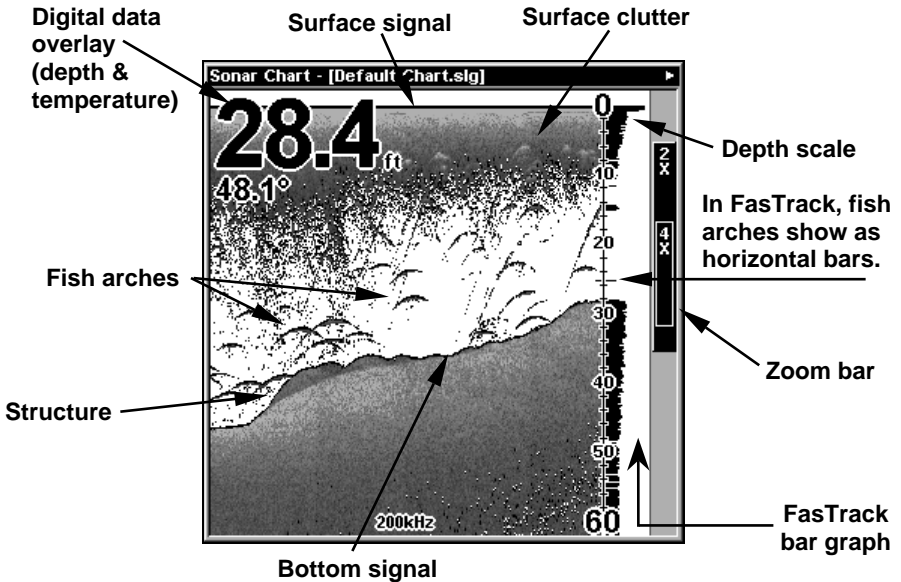 Digital data
overlay
(depth &
temperature)
Surface signal
Surface clutter
Sonar Chart - [Default Chart.slg]
28.4 ft
48.1°
0
10
20
30
40
50
60
2X
4X
200kHz
Depth scale
In FasTrack, fish
arches show as
horizontal bars.
Fish arches
Zoom bar
Structure
FasTrack
bar graph
Bottom signal